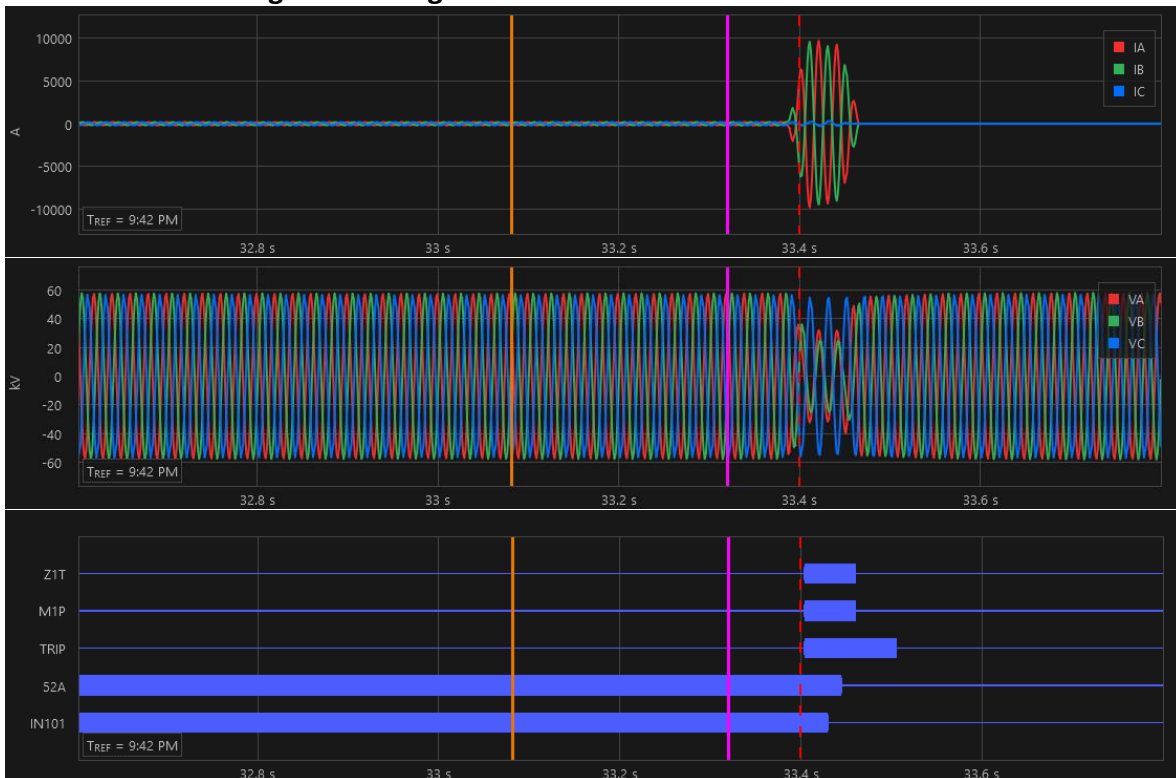 10000
5000
0
-5000
-10000
A
IA
IB
IC
TREF = 9:42 PM
32.8 s 33 s 33.2 s 33.4 s 33.6 s
60
40
20
0
-20
-40
-60
kV
VA
VB
VC
TREF = 9:42 PM
32.8 s 33 s 33.2 s 33.4 s 33.6 s
Z1T
M1P
TRIP
52A
IN101
TREF = 9:42 PM
32.8 s 33 s 33.2 s 33.4 s 33.6 s